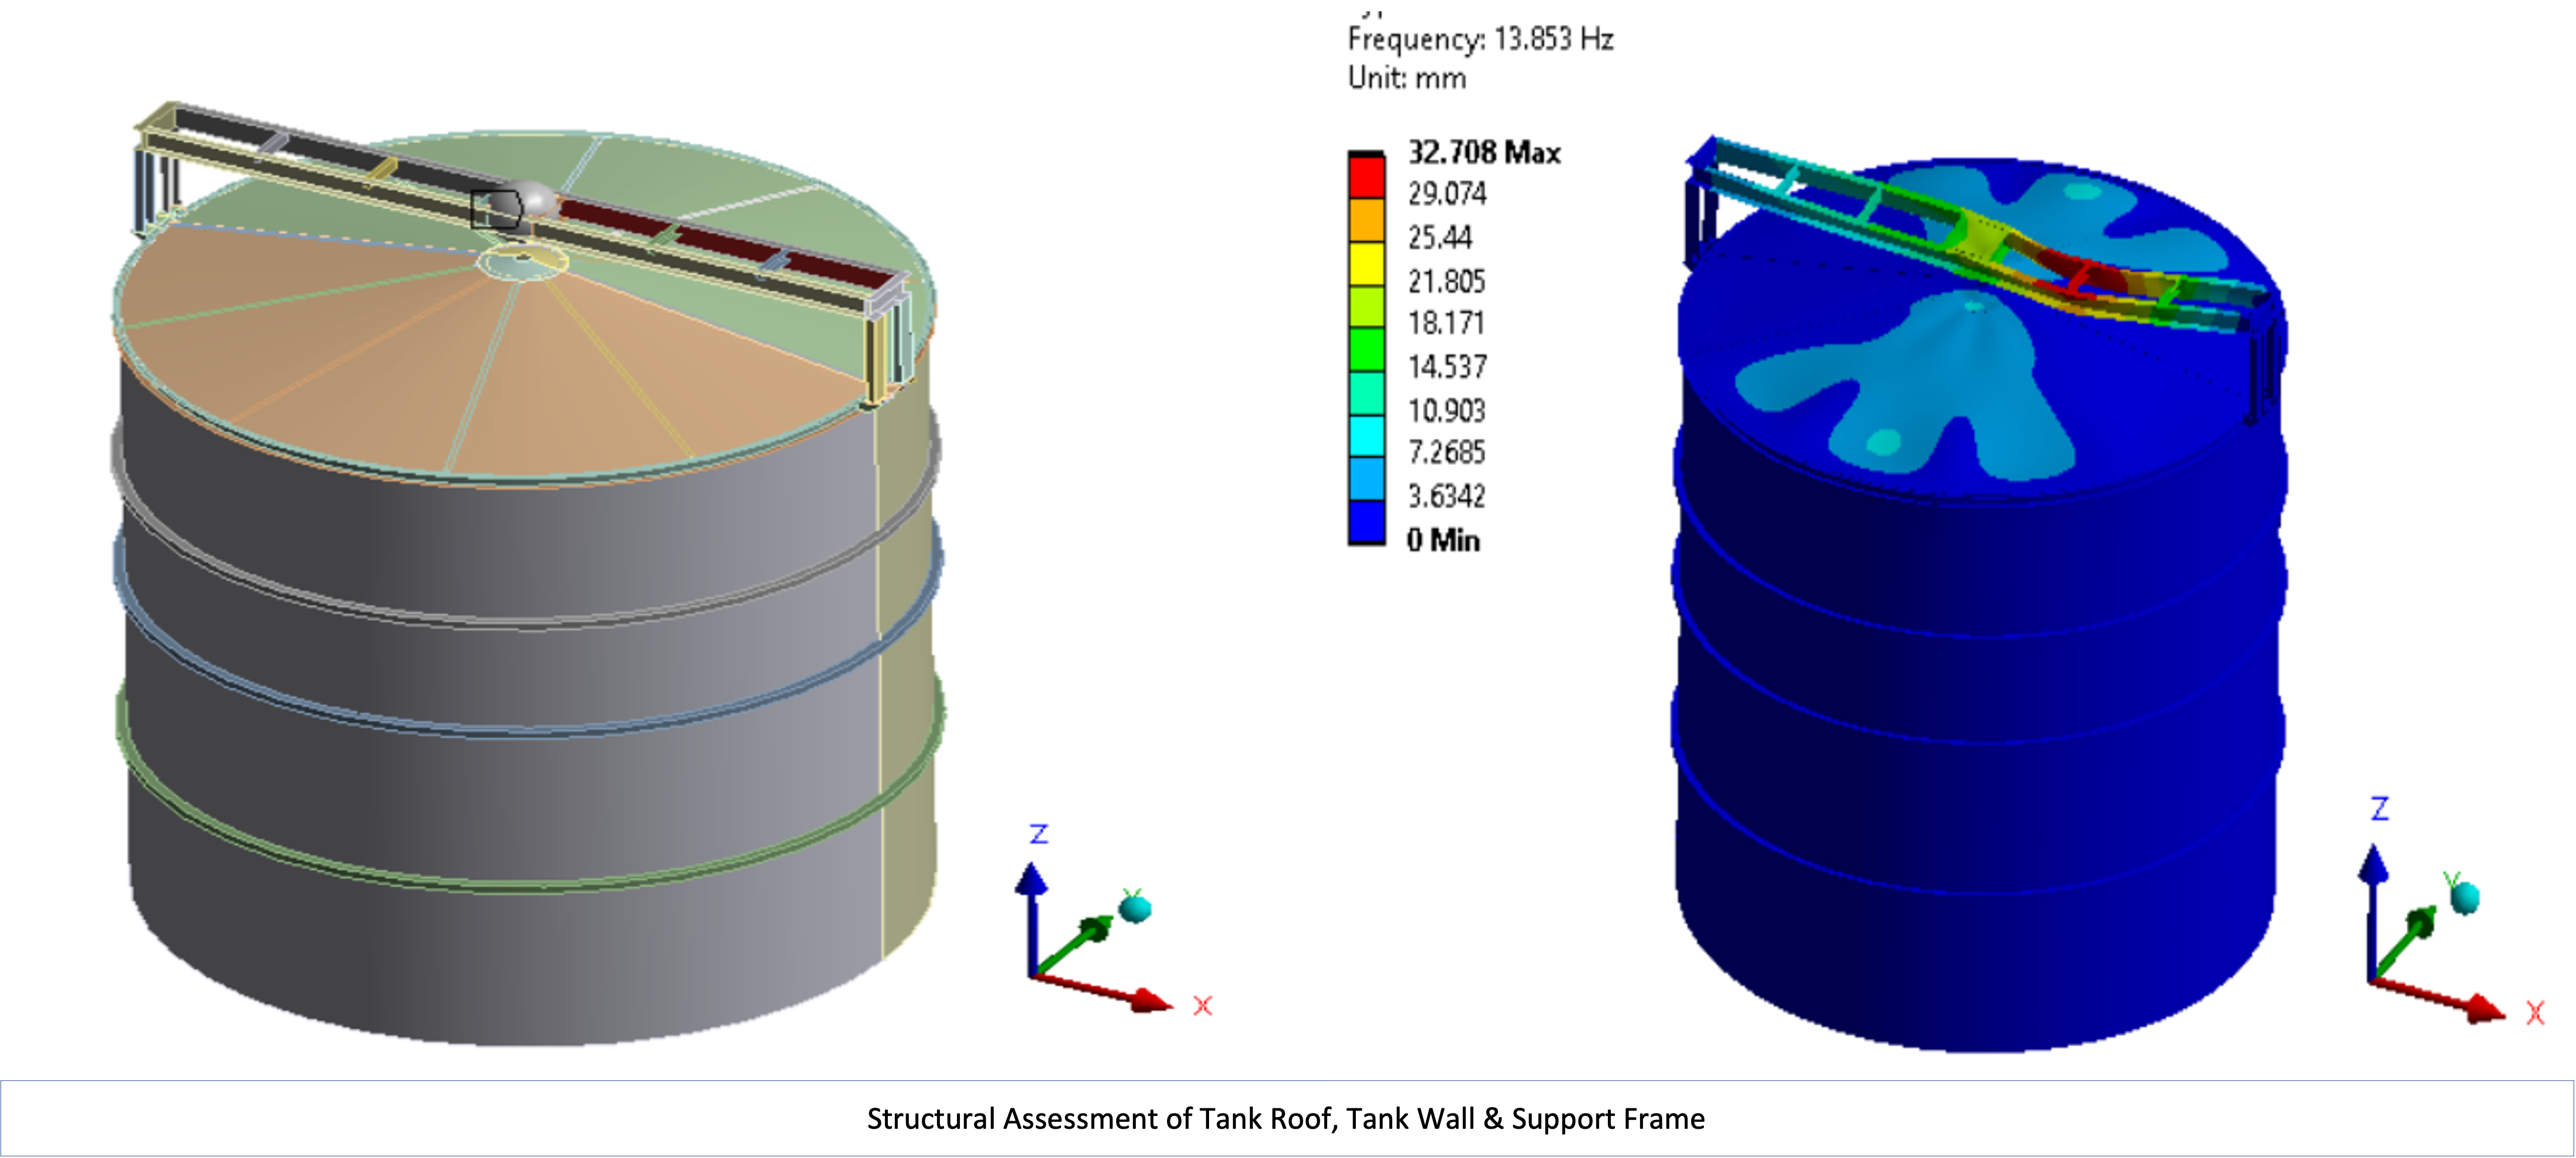 Frequency: 13.853 Hz
Unit: mm
32.708 Max
29.074
25.44
21.805
18.171
14.537
10.903
7.2685
3.6342
0 Min
Z
Y
X
Z
Y
X
Structural Assessment of Tank Roof, Tank Wall & Support Frame